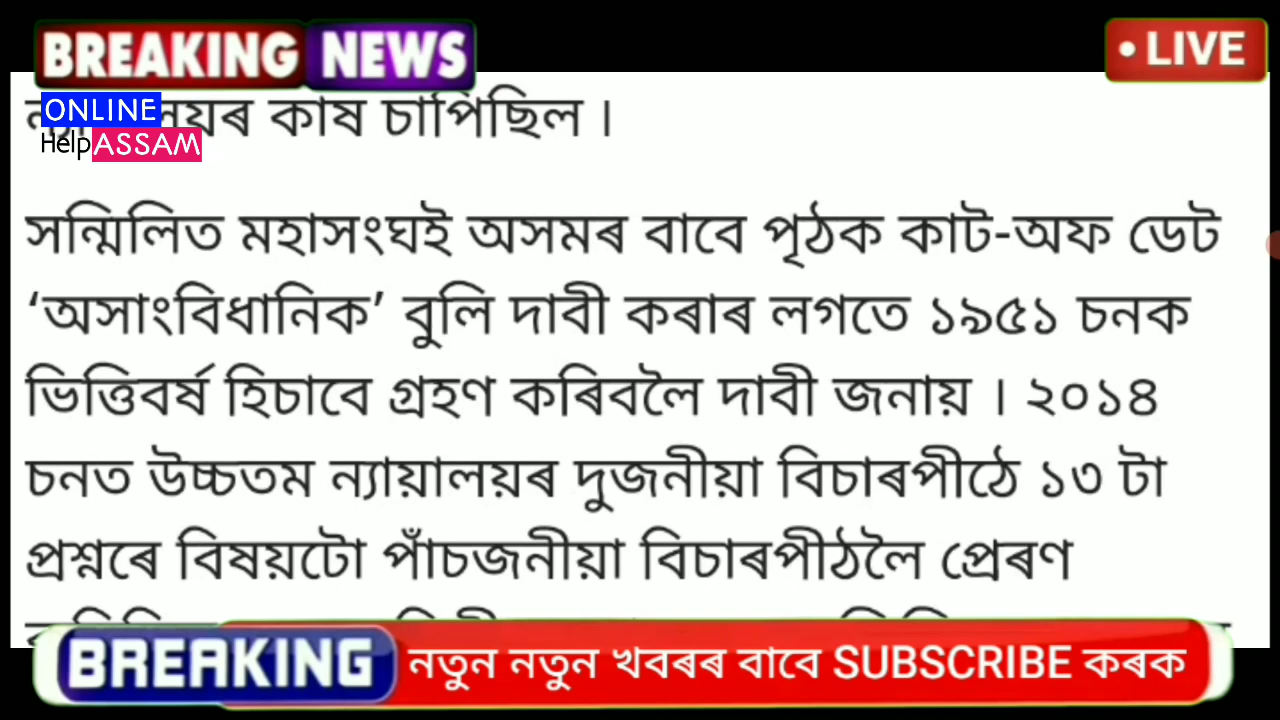 BREAKING NEWS
• LIVE
ONLINE
Help ASSAM
কাষ চাপিছিল ।
সন্মিলিত মহাসংঘই অসমৰ বাবে পৃঠক কাট-অফ ডেট
‘অসাংবিধানিক’ বুলি দাবী কৰাৰ লগতে ১৯৫১ চনক
ভিত্তিবৰ্ষ হিচাবে গ্ৰহণ কৰিবলৈ দাবী জনায় । ২০১৪
চনত উচ্চতম ন্যায়ালয়ৰ দুজনীয়া বিচাৰপীঠে ১৩ টা
প্ৰশ্নৰে বিষয়টো পাঁচজনীয়া বিচাৰপীঠলৈ প্ৰেৰণ
BREAKING নতুন নতুন খবৰৰ বাবে SUBSCRIBE কৰক